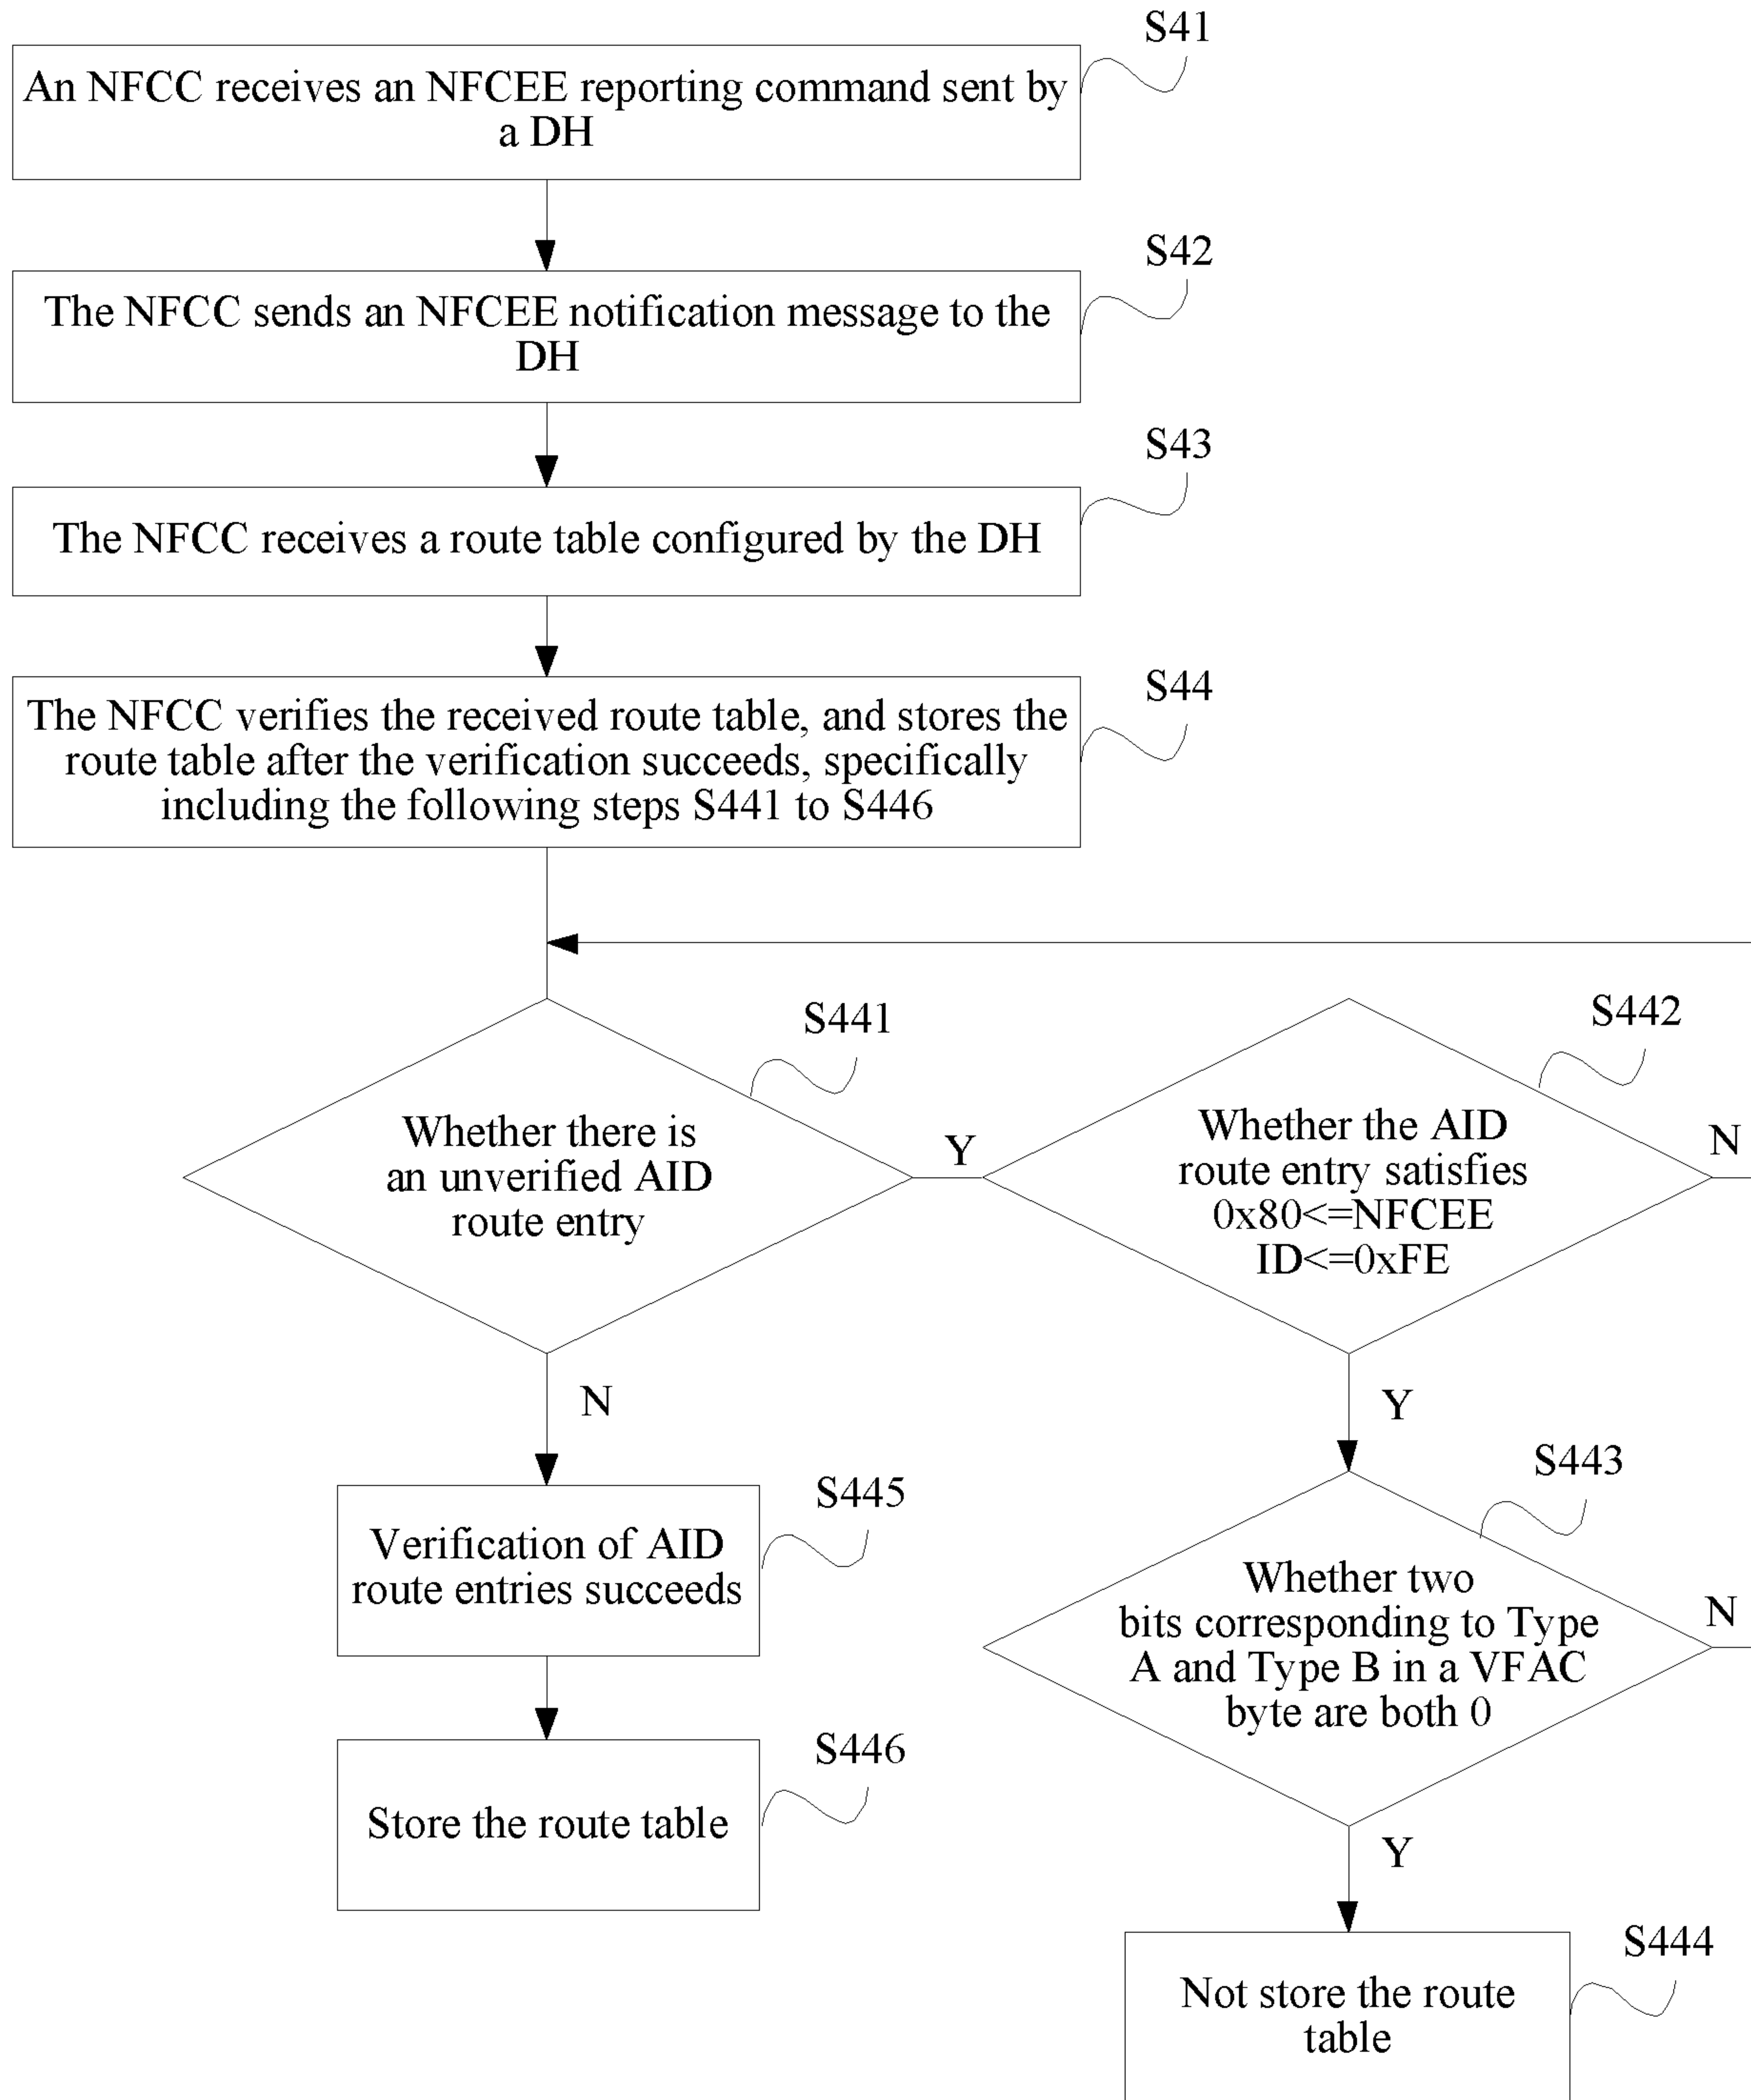 S41
An NFCC receives an NFCEE reporting command sent by
a DH
S42
The NFCC sends an NFCEE notification message to the
DH
S43
The NFCC receives a route table configured by the DH
S44
The NFCC verifies the received route table, and stores the
route table after the verification succeeds, specifically
including the following steps S441 to S446
S441
Whether there is
an unverified AID
route entry
Y
S442
Whether the AID
route entry satisfies
0x80<=NFCEE
ID<=0xFE
N
N
Y
S445
Verification of AID
route entries succeeds
S443
Whether two
bits corresponding to Type
A and Type B in a VFAC
byte are both 0
N
S446
Store the route table
Y
S444
Not store the route
table